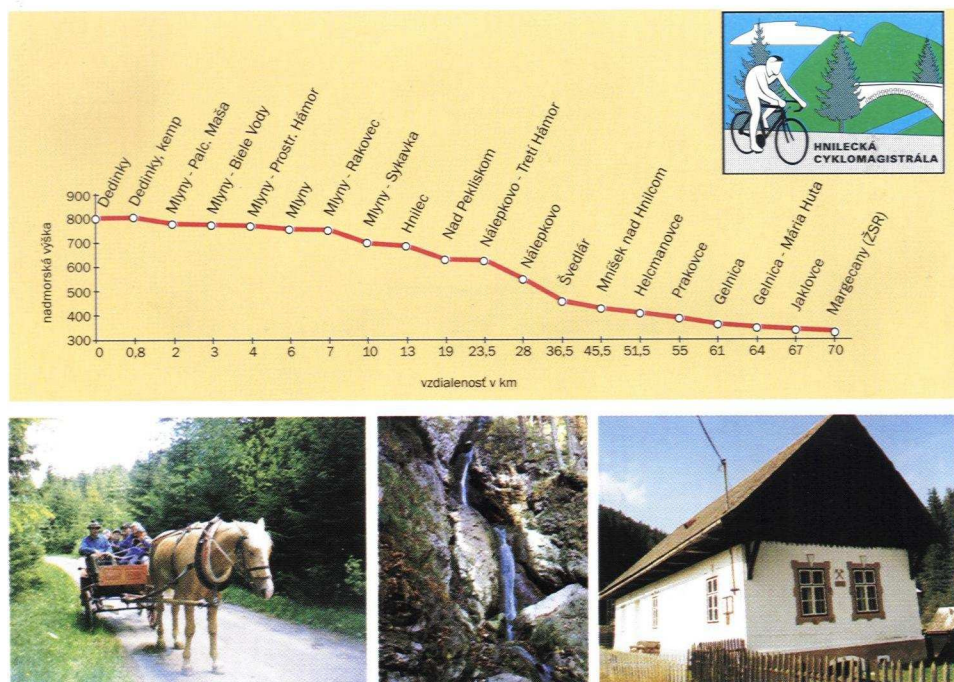 HNILECKÁ
CYKLOMAGISTRÁLA
Dedinky
Dedinky, kemp
Mlyny - Palc. Maša
Mlyny - Biele Vody
Mlyny - Prostr. Hámor
Mlyny
Mlyny - Rakovec
Mlyny - Sykavka
Hnilec
Nad Pekliskom
Nálepkovo - Tretí Hámor
Nálepkovo
Švedlár
Mníšek nad Hnilcom
Helcmanovce
Prakovce
Gelnica
Gelnica - Mária Huta
Jaklovce
Margecany (ŽSR)
nadmorská výška
900
800
700
600
500
400
300
0 0,8 2 3 4 6 7 10 13 19 23,5 28 36,5 45,5 51,5 55 61 64 67 70
vzdialenosť v km